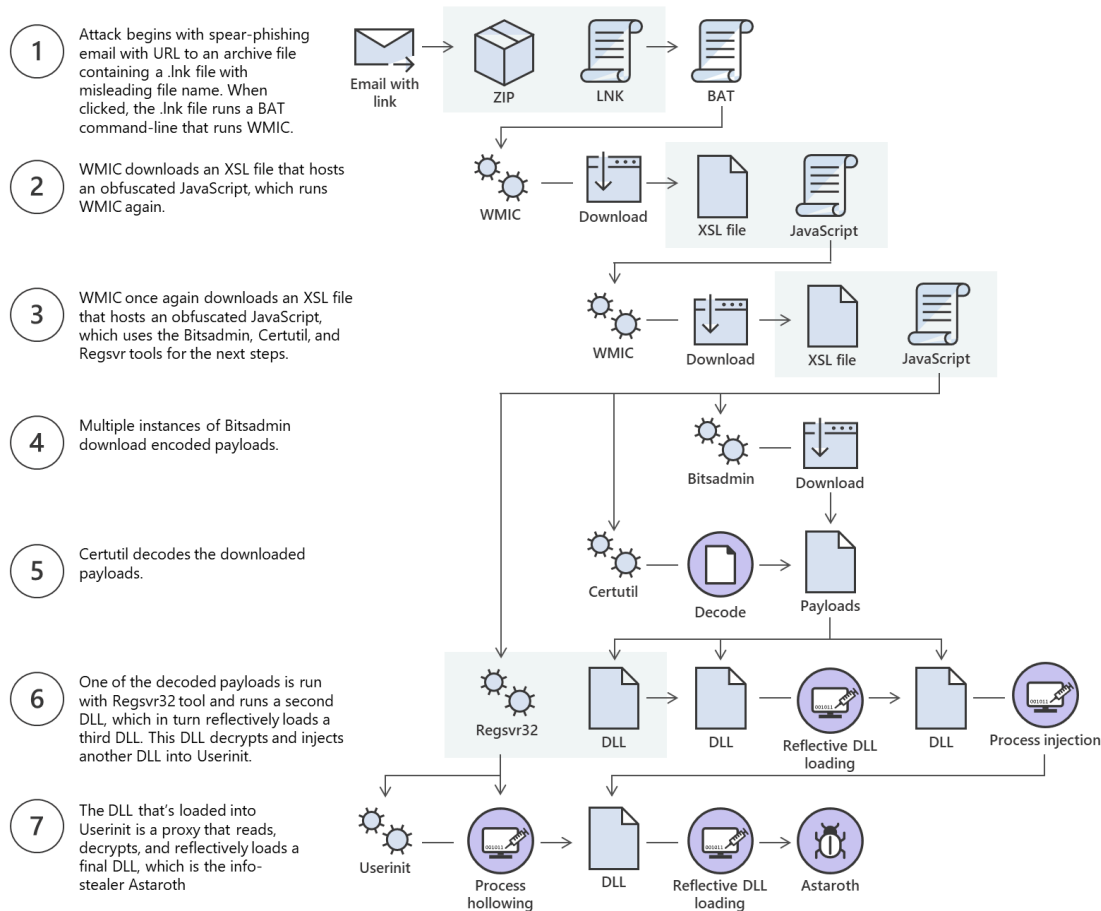 1
Attack begins with spear-phishing
email with URL to an archive file
containing a .lnk file with
misleading file name. When
clicked, the .lnk file runs a BAT
command-line that runs WMIC.
Email with
link
ZIP
LNK
BAT
2
WMIC downloads an XSL file that hosts
an obfuscated JavaScript, which runs
WMIC again.
WMIC
Download
XSL file
JavaScript
3
WMIC once again downloads an XSL file
that hosts an obfuscated JavaScript,
which uses the Bitsadmin, Certutil, and
Regsvr tools for the next steps.
WMIC
Download
XSL file
JavaScript
4
Multiple instances of Bitsadmin
download encoded payloads.
Bitsadmin
Download
5
Certutil decodes the downloaded
payloads.
Certutil
Decode
Payloads
6
One of the decoded payloads is run
with Regsvr32 tool and runs a second
DLL, which in turn reflectively loads a
third DLL. This DLL decrypts and injects
another DLL into Userinit.
Regsvr32
DLL
DLL
001011
Reflective DLL
loading
DLL
001011
Process injection
7
The DLL that's loaded into
Userinit is a proxy that reads,
decrypts, and reflectively loads a
final DLL, which is the info-
stealer Astaroth
Userinit
001011
Process
hollowing
DLL
001011
Reflective DLL
loading
Astaroth